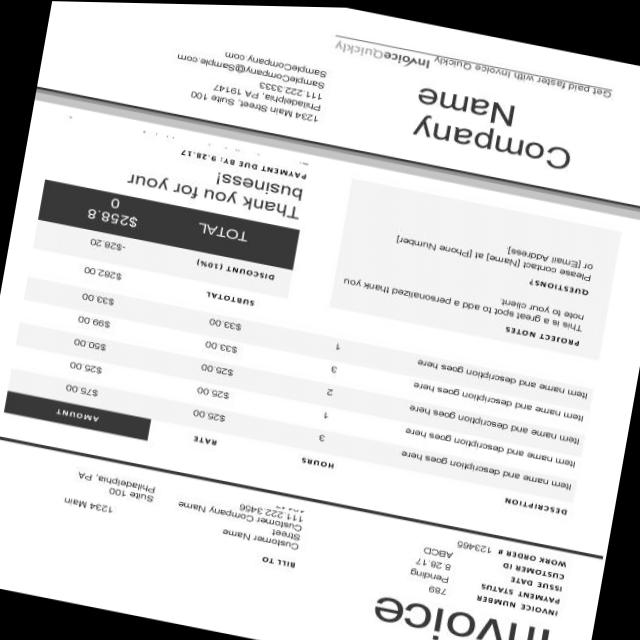 Invoice
INVOICE NUMBER 789
PAYMENT STATUS Pending
ISSUE DATE 8.28.17
CUSTOMER ID ABCD
WORK ORDER # 123465
BILL TO
Customer Name
Customer Company Name
Street
111.222.3456
1234 Main
Suite 100
Philadelphia, PA
DESCRIPTION HOURS RATE AMOUNT
Item name and description goes here 3 $25.00 $75.00
Item name and description goes here 1 $25.00 $25.00
Item name and description goes here 2 $25.00 $50.00
Item name and description goes here 3 $33.00 $99.00
Item name and description goes here 1 $33.00 $33.00
PROJECT NOTES
This is a great spot to add a personalized thank you
note to your client.
QUESTIONS?
Please contact [Name] at [Phone Number]
or [Email Address].
SUBTOTAL $282.00
DISCOUNT (10%) -$28.20
TOTAL $258.8
0
Thank you for your
business!
PAYMENT DUE BY: 9.28.17
Company
Name
1234 Main Street, Suite 100
Philadelphia, PA 19147
111.222.3333
SampleCompany@Sample.com
SampleCompany.com
Get paid faster with Invoice Quickly InvoiceQuickly